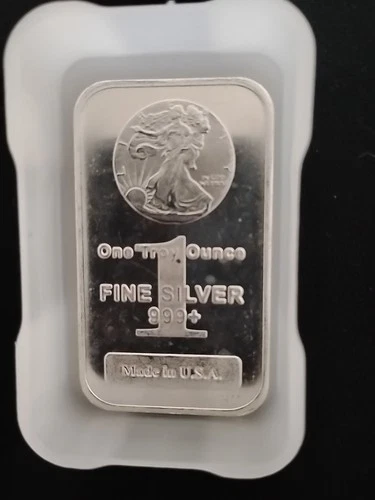 One Troy Ounce
1
FINE SILVER
999+
Made in U.S.A.